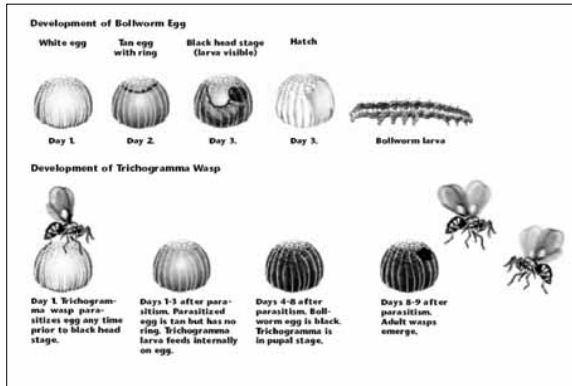 Development of Bollworm Egg
White egg
Tan egg
with ring
Black head stage
(larva visible)
Hatch
Day 1.
Day 2.
Day 3.
Day 3.
Bollworm larva
Development of Trichogramma Wasp
Day 1. Trichogram-
ma wasp para-
sitizes egg any time
prior to black head
stage.
Days 1-3 after para-
sitism. Parasitized
egg is tan but has no
ring. Trichogramma
larva feeds internally
on egg.
Days 4-8 after
parasitism. Boll-
worm egg is black.
Trichogramma is
in pupal stage.
Days 8-9 after
parasitism.
Adult wasps
emerge.